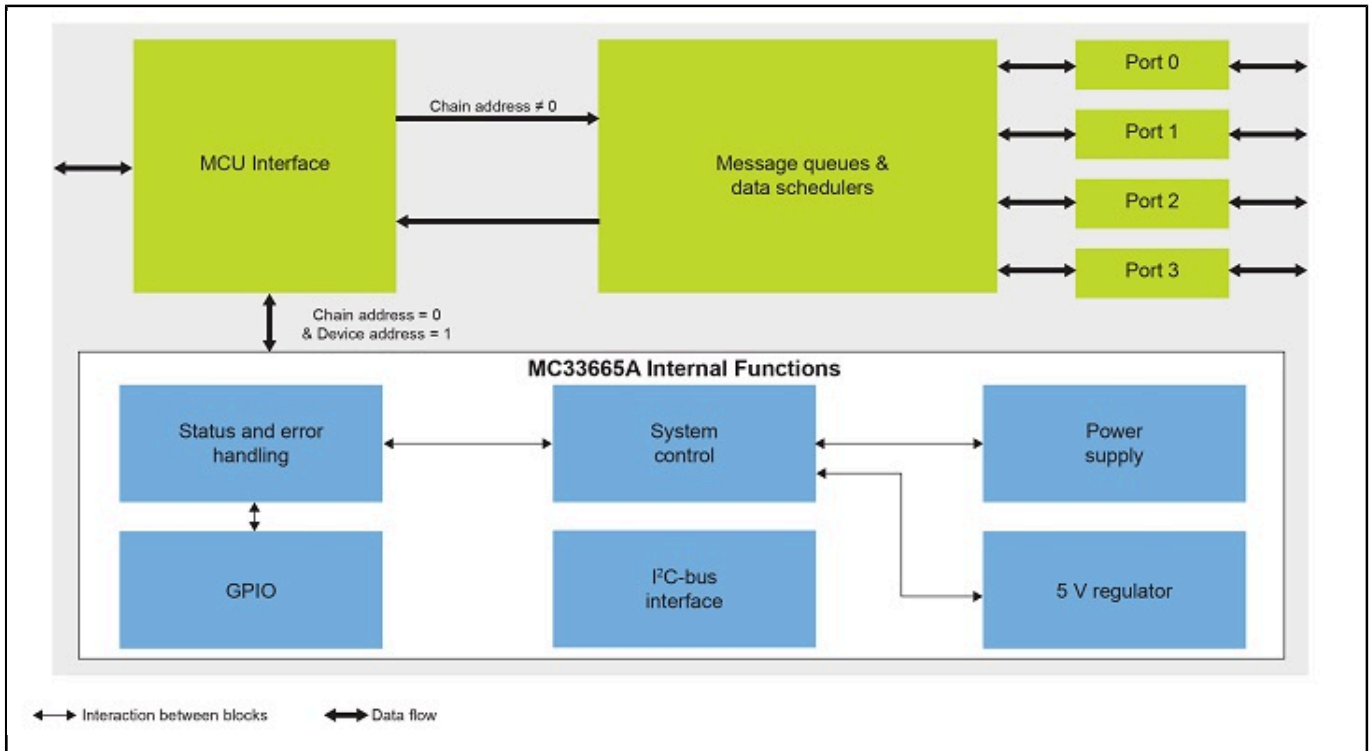 Port 0
Chain address ≠ 0
Port 1
MCU Interface
Message queues &
data schedulers
Port 2
Port 3
Chain address = 0
& Device address = 1
MC33665A Internal Functions
Status and error
handling
System
control
Power
supply
GPIO
I²C-bus
interface
5 V regulator
Interaction between blocks
Data flow